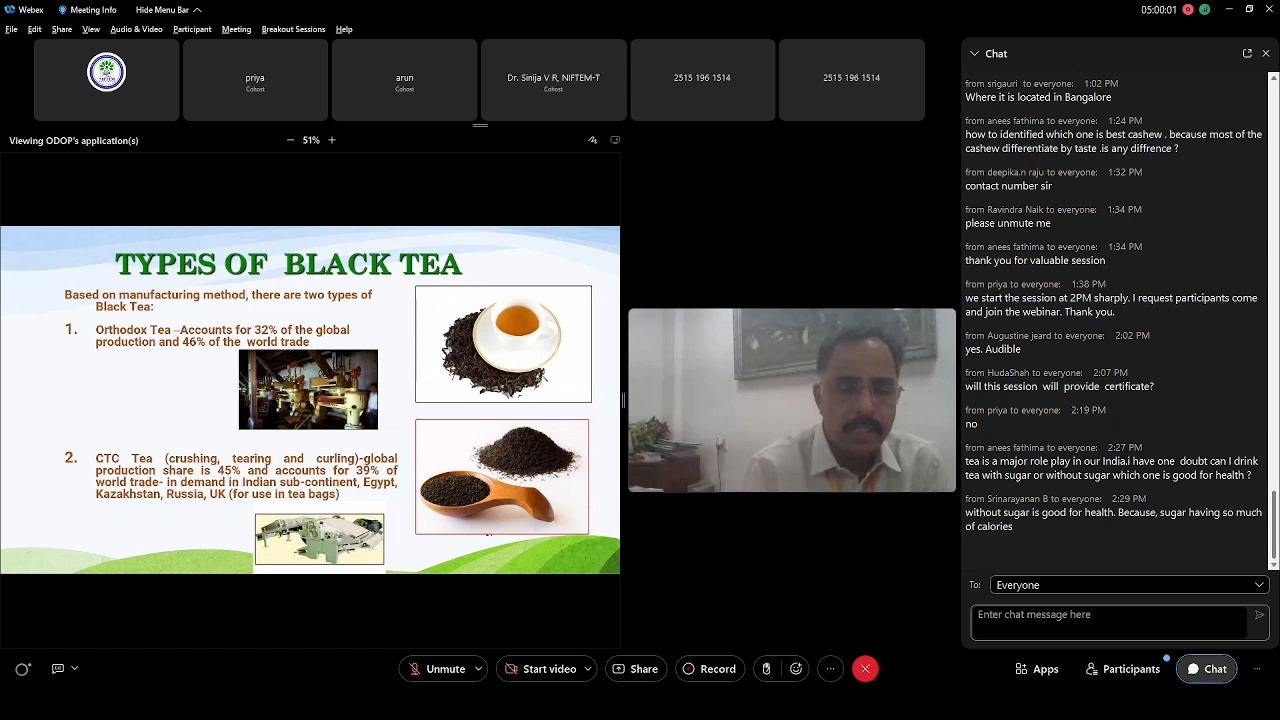 Webex
Meeting Info
Hide Menu Bar
05:00:01
File Edit Share View Audio & Video Participant Meeting Breakout Sessions Help
priya
Cohost
arun
Cohost
Dr. Sinija V R, NIFTEM-T
Cohost
2515 196 1514
2515 196 1514
Viewing ODOP's application(s)
51%
TYPES OF BLACK TEA
Based on manufacturing method, there are two types of
Black Tea:
1. Orthodox Tea –Accounts for 32% of the global
production and 46% of the world trade
2. CTC Tea (crushing, tearing and curling)-global
production share is 45% and accounts for 39% of
world trade- in demand in Indian sub-continent, Egypt,
Kazakhstan, Russia, UK (for use in tea bags)
Chat
from srigauri to everyone: 1:02 PM
Where it is located in Bangalore
from anees fathima to everyone: 1:24 PM
how to identified which one is best cashew . because most of the
cashew differentiate by taste .is any diffrence ?
from deepika.n raju to everyone: 1:32 PM
contact number sir
from Ravindra Naik to everyone: 1:34 PM
please unmute me
from anees fathima to everyone: 1:34 PM
thank you for valuable session
from priya to everyone: 1:38 PM
we start the session at 2PM sharply. I request participants come
and join the webinar. Thank you.
from Augustine jeard to everyone: 2:02 PM
yes. Audible
from HudaShah to everyone: 2:07 PM
will this session will provide certificate?
from priya to everyone: 2:19 PM
no
from anees fathima to everyone: 2:27 PM
tea is a major role play in our India.i have one doubt can I drink
tea with sugar or without sugar which one is good for health ?
from Srinarayanan B to everyone: 2:29 PM
without sugar is good for health. Because, sugar having so much
of calories
To: Everyone
Enter chat message here
Unmute
Start video
Share
Record
Apps
Participants
Chat